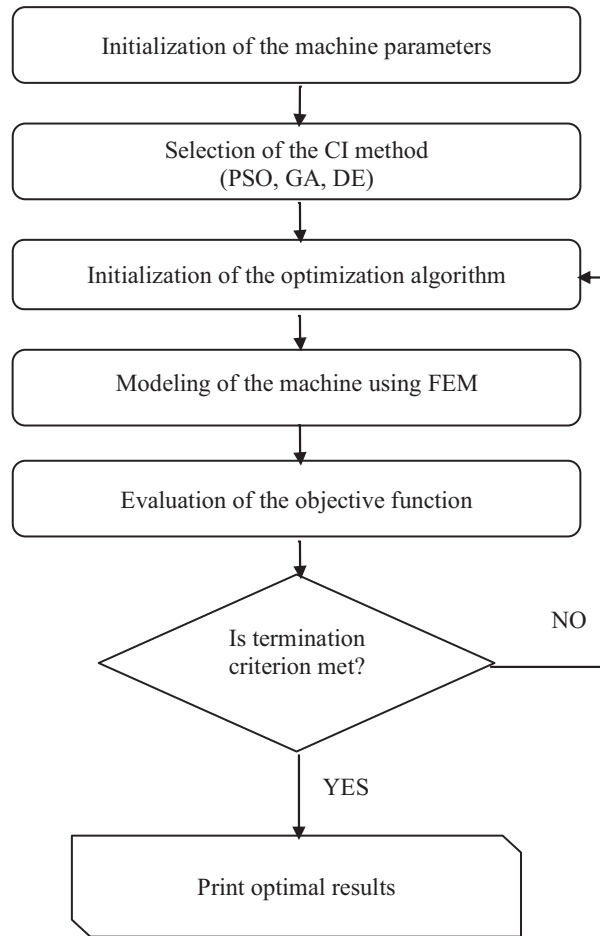 Initialization of the machine parameters
Selection of the CI method
(PSO, GA, DE)
Initialization of the optimization algorithm
Modeling of the machine using FEM
Evaluation of the objective function
Is termination
criterion met?
NO
YES
Print optimal results